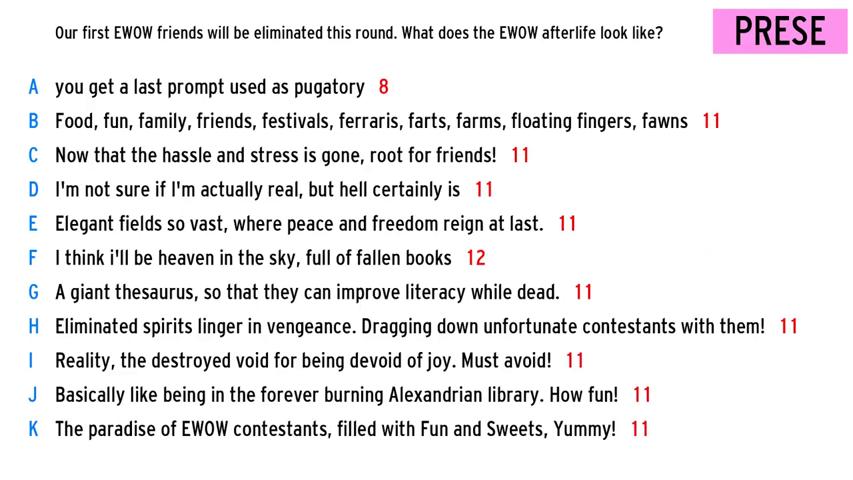 Our first EWOW friends will be eliminated this round. What does the EWOW afterlife look like?
PRESE
A you get a last prompt used as pugatory 8
B Food, fun, family, friends, festivals, ferraris, farts, farms, floating fingers, fawns 11
C Now that the hassle and stress is gone, root for friends! 11
D I'm not sure if I'm actually real, but hell certainly is 11
E Elegant fields so vast, where peace and freedom reign at last. 11
F I think i'll be heaven in the sky, full of fallen books 12
G A giant thesaurus, so that they can improve literacy while dead. 11
H Eliminated spirits linger in vengeance. Dragging down unfortunate contestants with them! 11
I Reality, the destroyed void for being devoid of joy. Must avoid! 11
J Basically like being in the forever burning Alexandrian library. How fun! 11
K The paradise of EWOW contestants, filled with Fun and Sweets, Yummy! 11